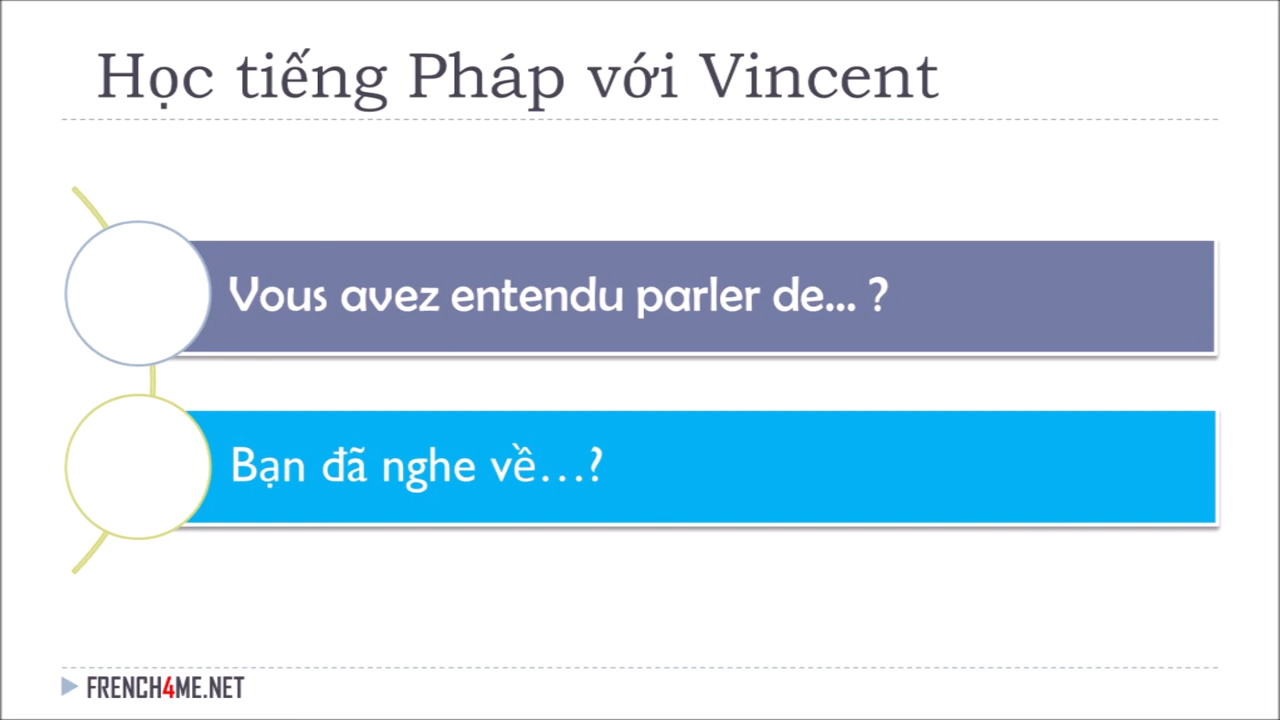 Học tiếng Pháp với Vincent
Vous avez entendu parler de... ?
Bạn đã nghe về…?
FRENCH4ME.NET